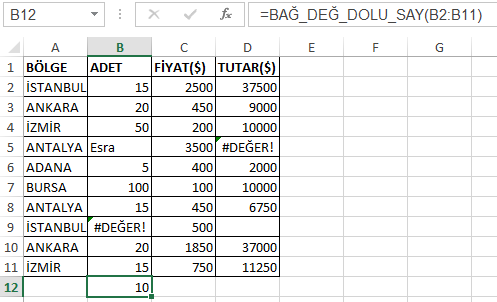 B12 fx =BAĞ_DEĞ_DOLU_SAY(B2:B11)
A B C D E F G
1 BÖLGE ADET FİYAT($) TUTAR($)
2 İSTANBUL 15 2500 37500
3 ANKARA 20 450 9000
4 İZMİR 50 200 10000
5 ANTALYA Esra 3500 #DEĞER!
6 ADANA 5 400 2000
7 BURSA 100 100 10000
8 ANTALYA 15 450 6750
9 İSTANBUL #DEĞER! 500
10 ANKARA 20 1850 37000
11 İZMİR 15 750 11250
12 10